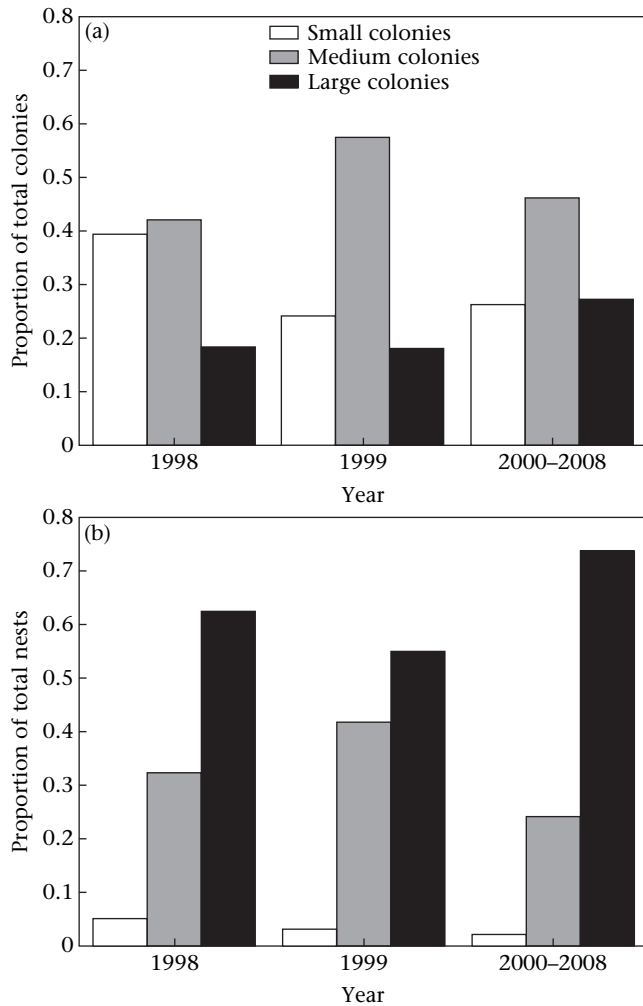 (a)
Small colonies
Medium colonies
Large colonies
Proportion of total colonies
0.8
0.7
0.6
0.5
0.4
0.3
0.2
0.1
0
1998 1999 2000–2008
Year
(b)
Proportion of total nests
0.8
0.7
0.6
0.5
0.4
0.3
0.2
0.1
0
1998 1999 2000–2008
Year